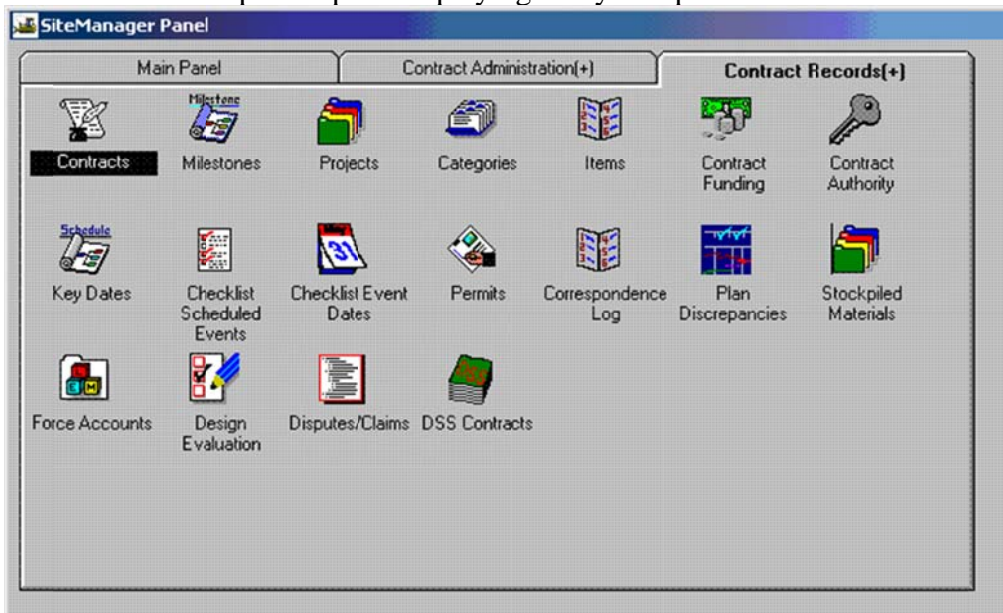 SiteManager Panel
Main Panel
Contract Administration(+)
Contract Records(+)
Milestone
Contracts
Milestones
Projects
Categories
Items
Contract
Funding
Contract
Authority
Schedule
May
31
Key Dates
Checklist
Scheduled
Events
Checklist Event
Dates
Permits
Correspondence
Log
Plan
Discrepancies
Stockpiled
Materials
L
E M
DSS
Force Accounts
Design
Evaluation
Disputes/Claims
DSS Contracts